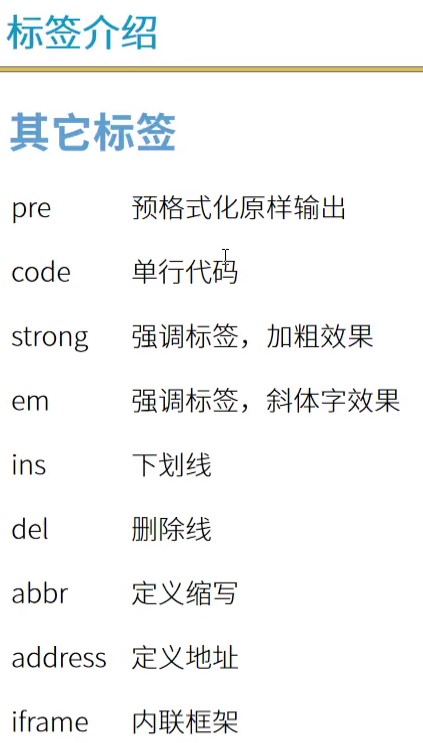 标签介绍
其它标签
pre 预格式化原样输出
code 单行代码
strong 强调标签，加粗效果
em 强调标签，斜体字效果
ins 下划线
del 删除线
abbr 定义缩写
address 定义地址
iframe 内联框架